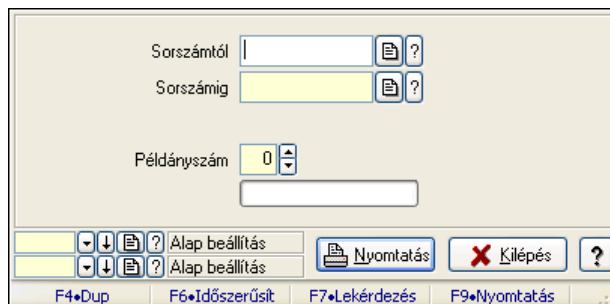 Sorszámtól ?
Sorszámig ?
Példányszám 0
? Alap beállítás
? Alap beállítás
Nyomtatás Kilépés ?
F4•Dup F6•Időszerűsít F7•Lekérdezés F9•Nyomtatás